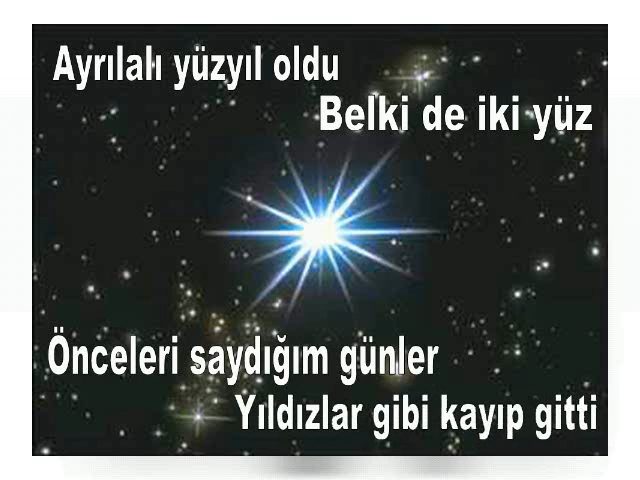 Ayrılalı yüzyıl oldu
Belki de iki yüz
Önceleri saydığım günler
Yıldızlar gibi kayıp gitti